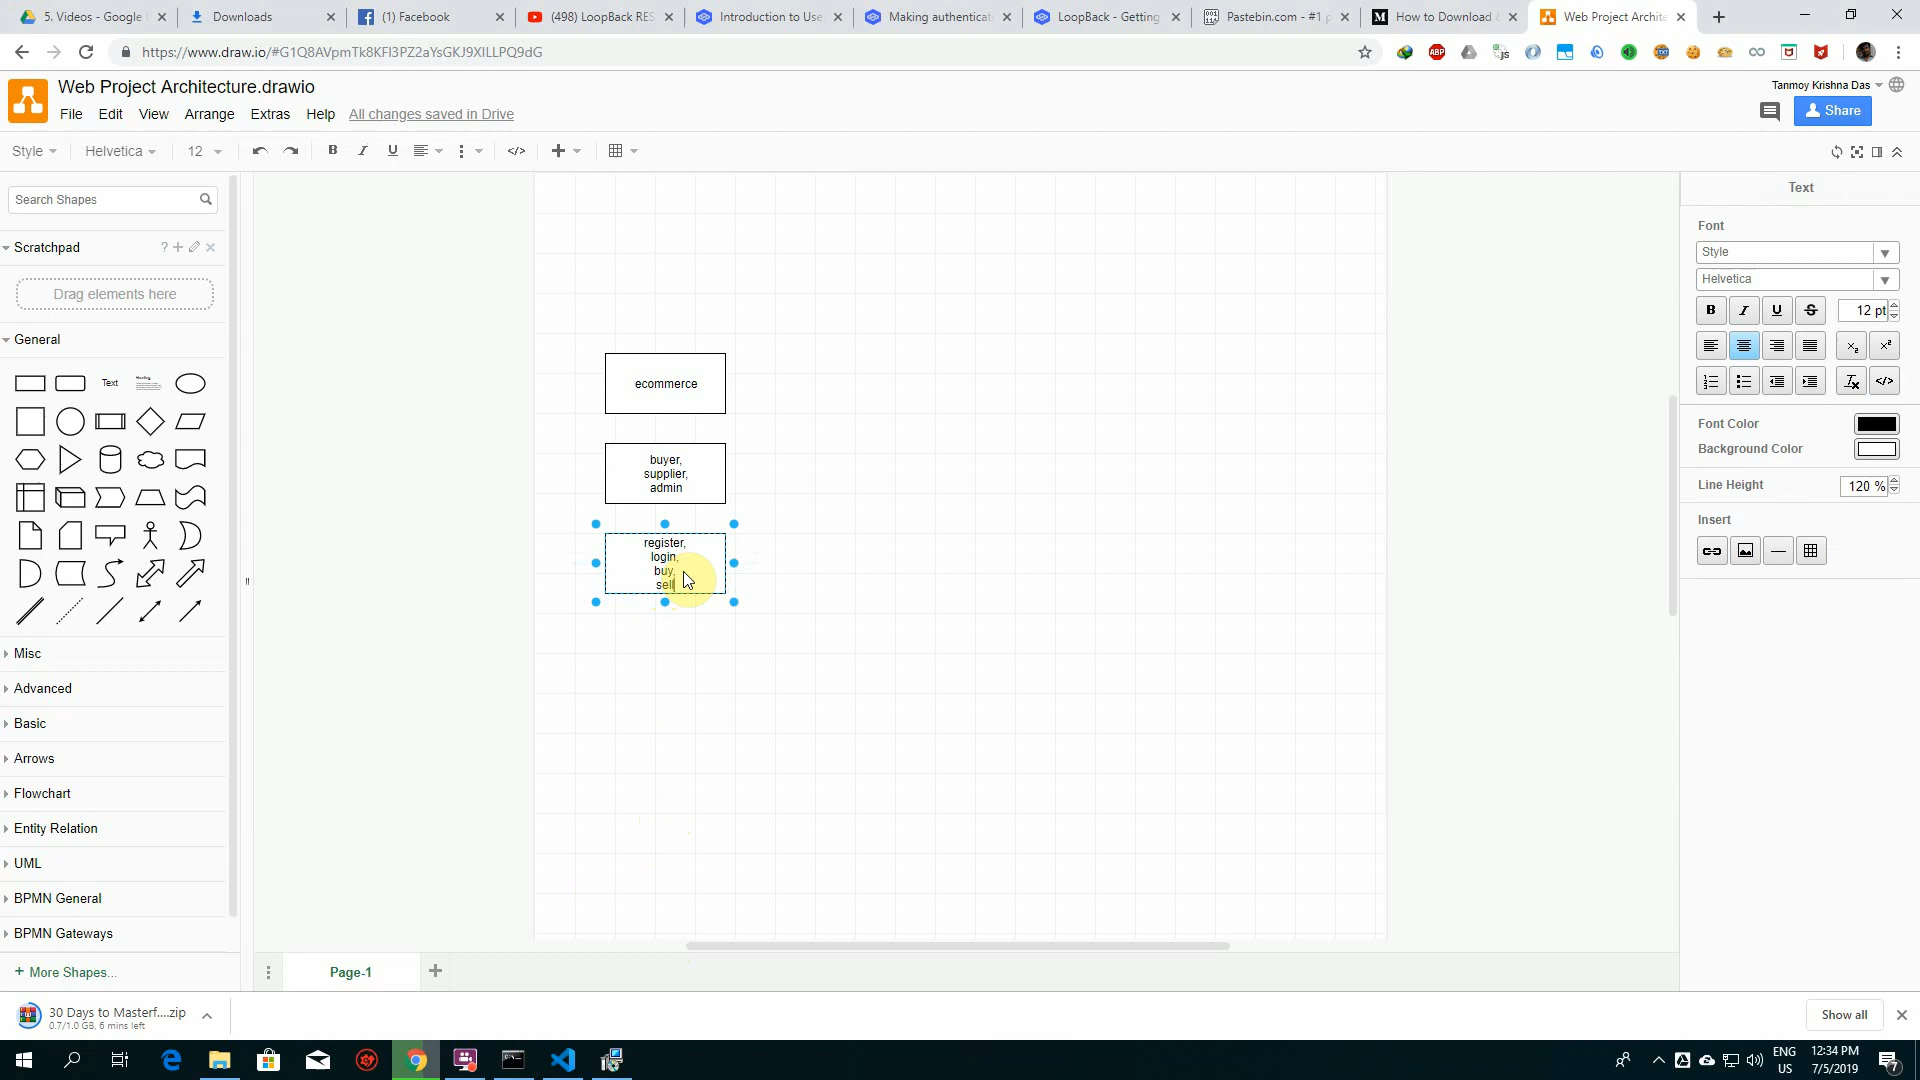 5. Videos - Google
Downloads
(1) Facebook
(498) LoopBack RES
Introduction to Use
Making authenticat
LoopBack - Getting
Pastebin.com - #1 p
How to Download
Web Project Archite
https://www.draw.io/#G1Q8AVpmTk8KFl3PZ2aYsGKJ9XILLPQ9dG
Web Project Architecture.drawio
Tanmoy Krishna Das
File Edit View Arrange Extras Help All changes saved in Drive
Share
Style Helvetica 12 B I U </>
Search Shapes
Scratchpad
?
Drag elements here
General
Text
Heading
Misc
Advanced
Basic
Arrows
Flowchart
Entity Relation
UML
BPMN General
BPMN Gateways
+ More Shapes...
ecommerce
buyer,
supplier,
admin
register,
login,
buy,
sell
Page-1
Text
Font
Style
Helvetica
B I U S 12 pt
Font Color
Background Color
Line Height 120 %
Insert
30 Days to Masterf....zip
0.7/1.0 GB, 6 mins left
Show all
ENG
US
12:34 PM
7/5/2019
7